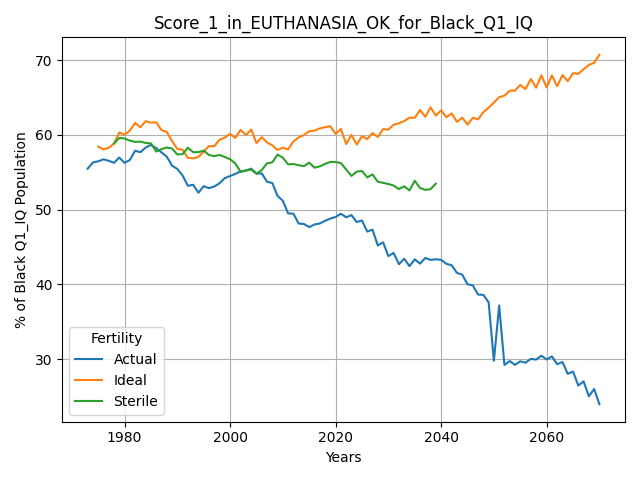 Score_1_in_EUTHANASIA_OK_for_Black_Q1_IQ
% of Black Q1_IQ Population
70
60
50
40
30
Fertility
Actual
Ideal
Sterile
1980 2000 2020 2040 2060
Years